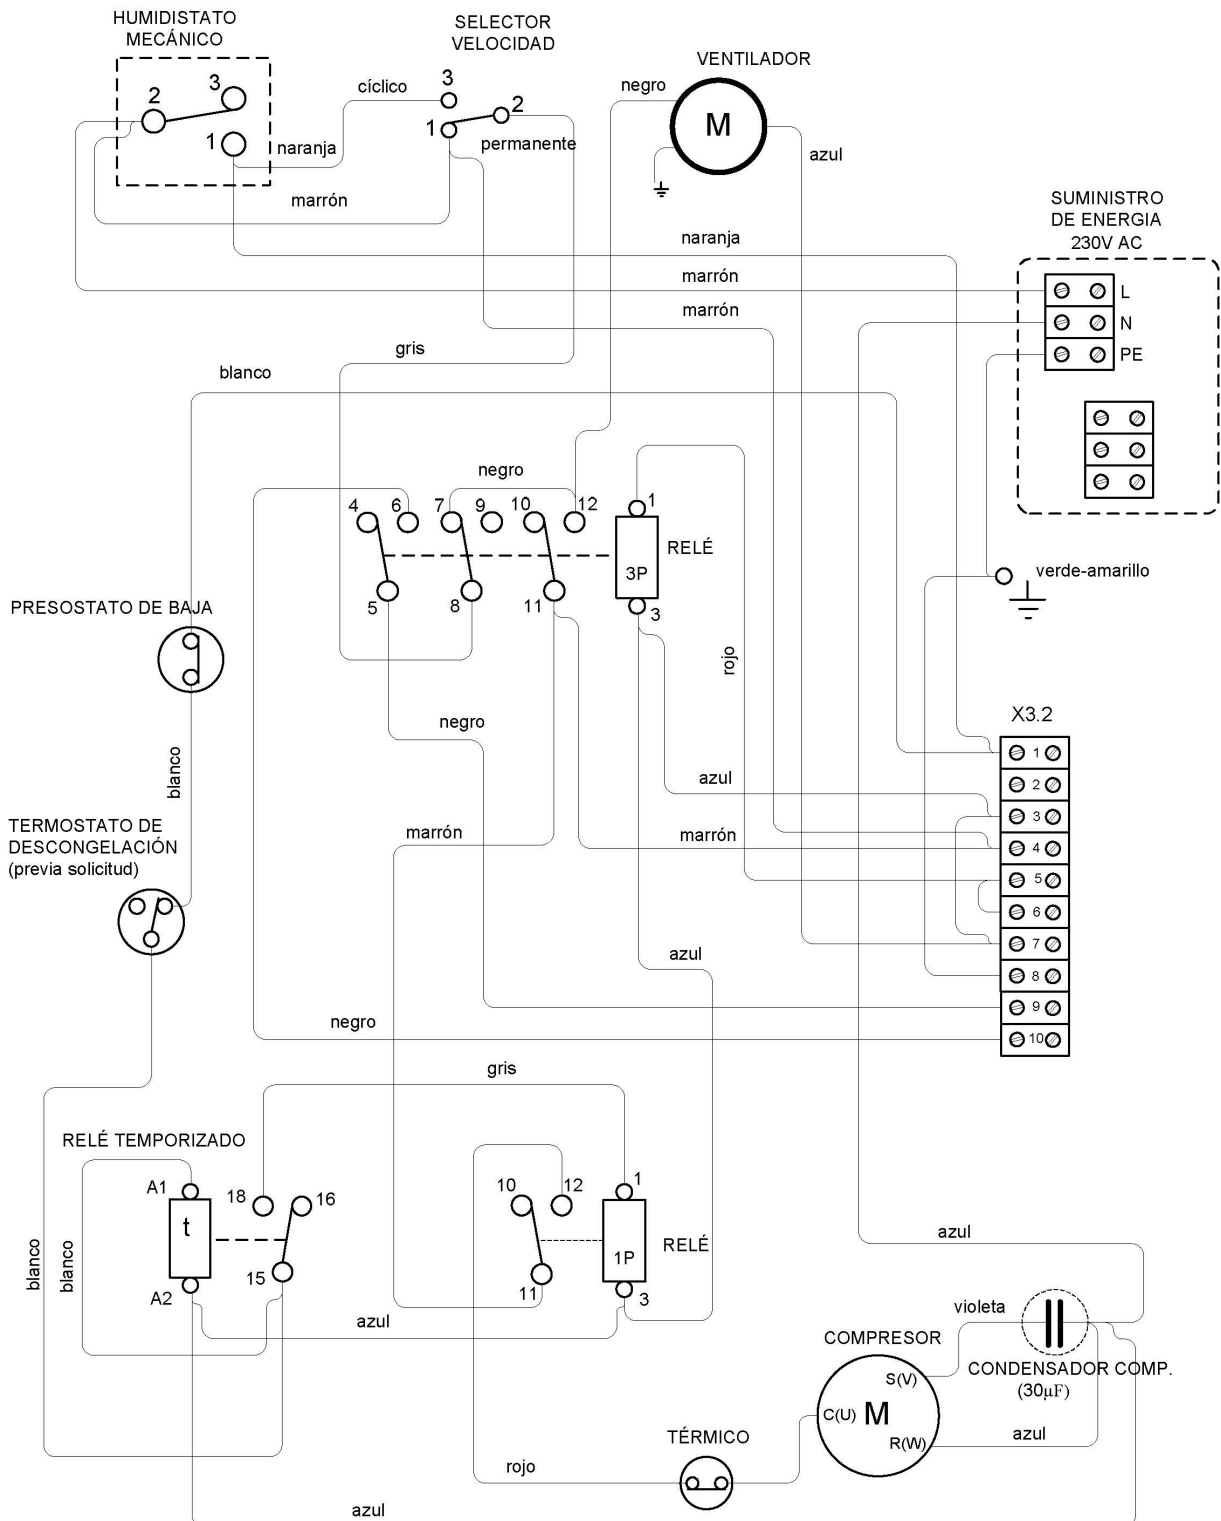 HUMIDISTATO
MECÁNICO
SELECTOR
VELOCIDAD
VENTILADOR
cíclico
negro
3
2
1
3
2
1
M
permanente
naranja
azul
marrón
SUMINISTRO
DE ENERGIA
230V AC
naranja
marrón
L
marrón
N
gris
PE
blanco
negro
4
6
7
9
10
12
1
RELÉ
3P
verde-amarillo
5
8
11
3
PRESOSTATO DE BAJA
rojo
X3.2
negro
1
blanco
azul
2
3
TERMOSTATO DE
DESCONGELACIÓN
(previa solicitud)
marrón
marrón
4
5
6
7
azul
8
9
negro
10
gris
RELÉ TEMPORIZADO
A1
18
16
10
12
1
t
RELÉ
1P
azul
blanco
blanco
15
A2
11
3
azul
violeta
COMPRESOR
CONDENSADOR COMP.
(30µF)
S(V)
C(U)
M
R(W)
azul
TÉRMICO
rojo
azul